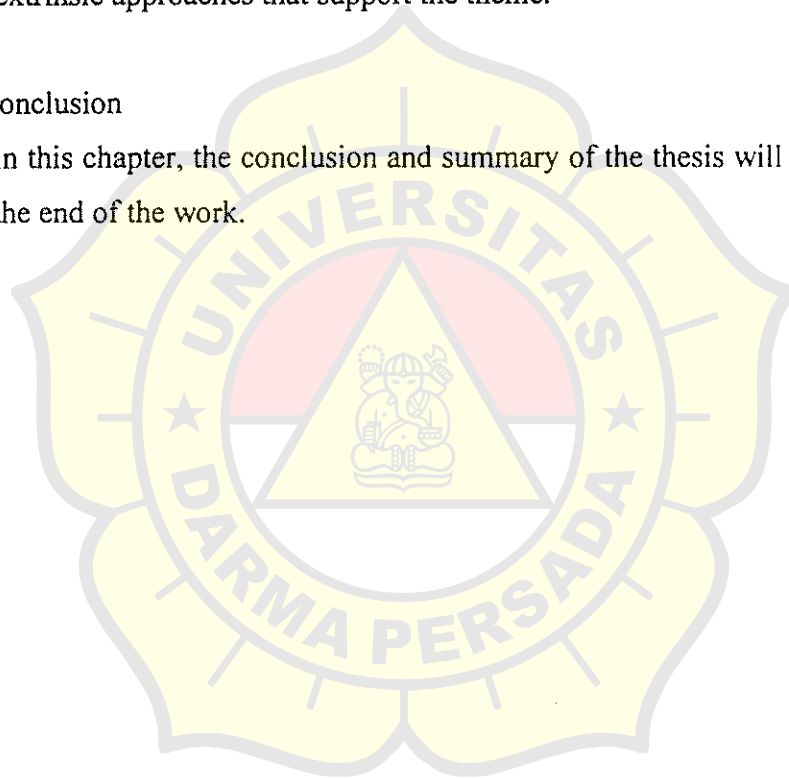 extrinsic approaches that support the theme.
onclusion
n this chapter, the conclusion and summary of the thesis will
he end of the work.
UNIVERSITAS
DARMA PERSADA